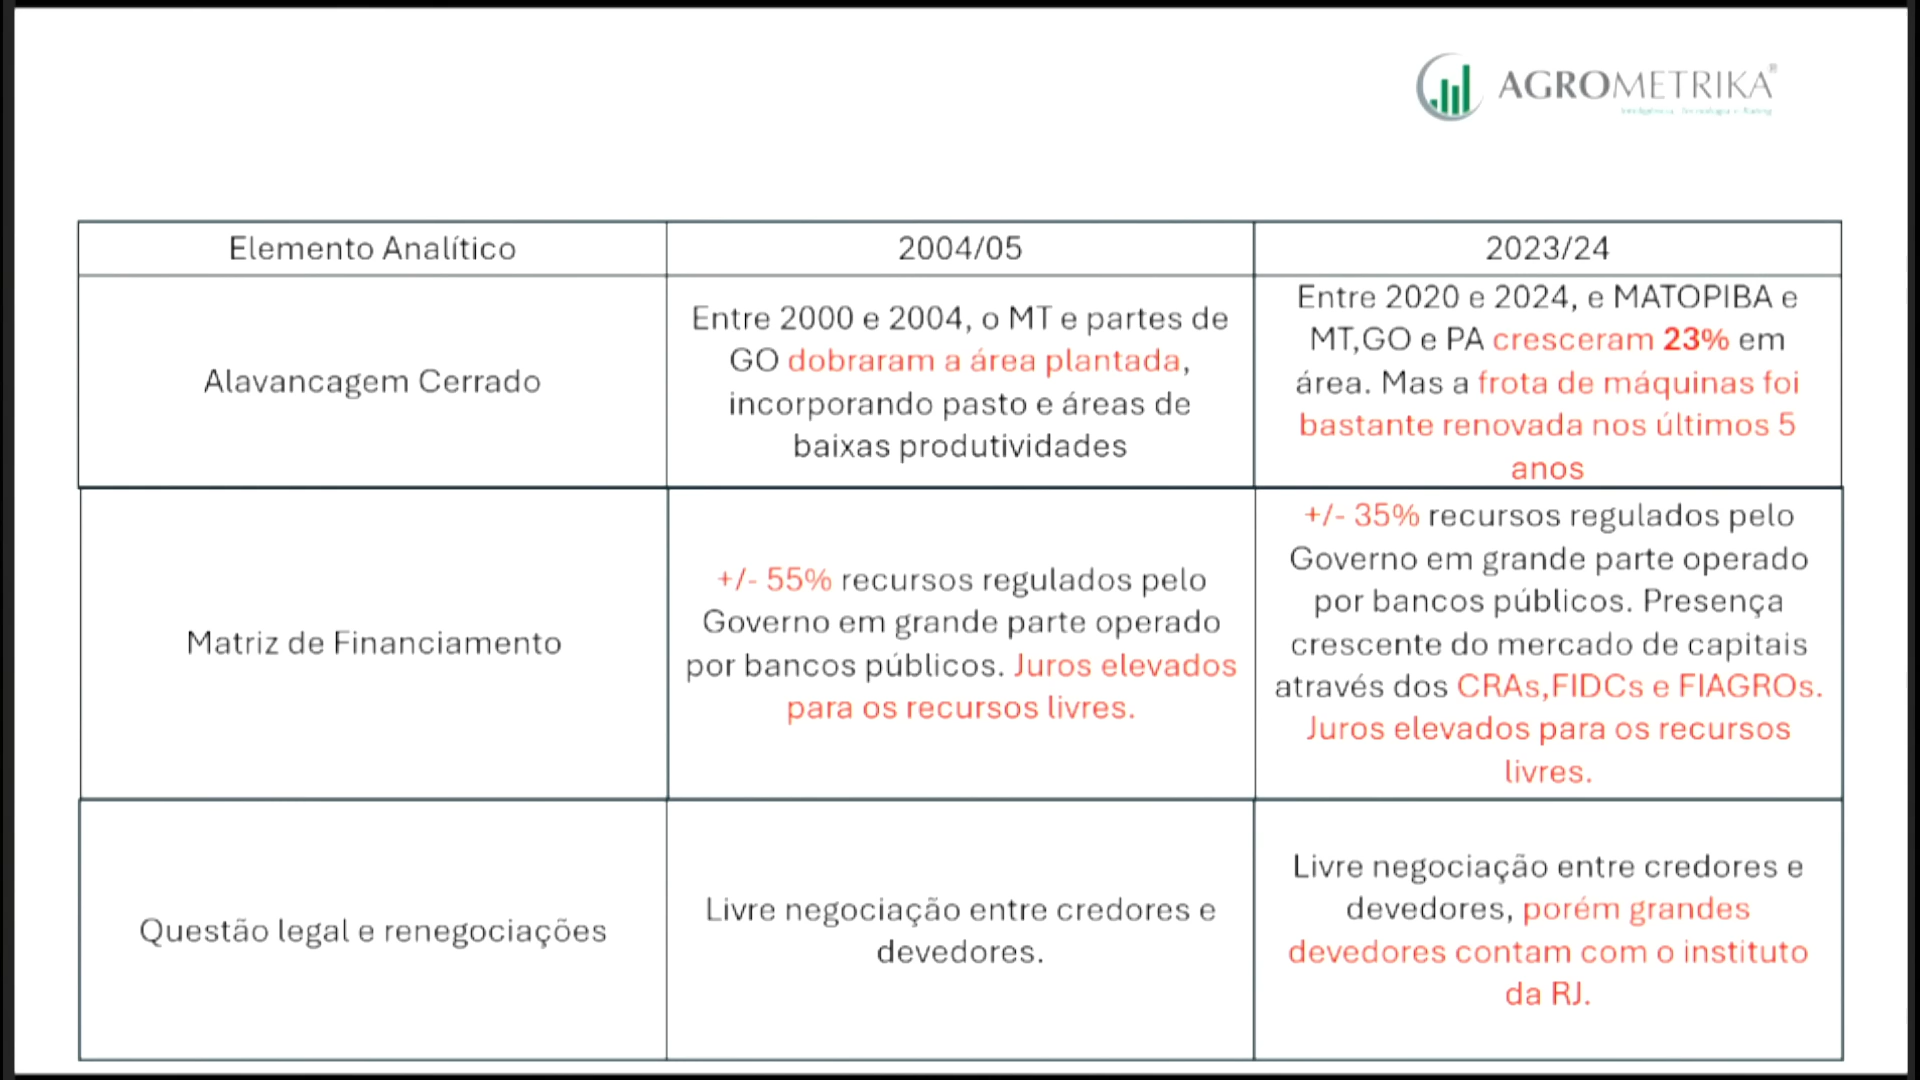 AGROMETRIKA®
Elemento Analítico
2004/05
2023/24
Alavancagem Cerrado
Entre 2000 e 2004, o MT e partes de
GO dobraram a área plantada,
incorporando pasto e áreas de
baixas produtividades
Entre 2020 e 2024, e MATOPIBA e
MT,GO e PA cresceram 23% em
área. Mas a frota de máquinas foi
bastante renovada nos últimos 5
anos
Matriz de Financiamento
+/- 55% recursos regulados pelo
Governo em grande parte operado
por bancos públicos. Juros elevados
para os recursos livres.
+/- 35% recursos regulados pelo
Governo em grande parte operado
por bancos públicos. Presença
crescente do mercado de capitais
através dos CRAs,FIDCs e FIAGROs.
Juros elevados para os recursos
livres.
Questão legal e renegociações
Livre negociação entre credores e
devedores.
Livre negociação entre credores e
devedores, porém grandes
devedores contam com o instituto
da RJ.